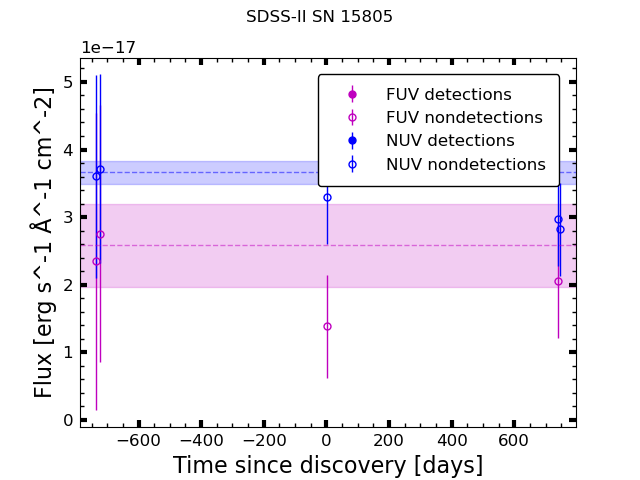 SDSS-II SN 15805
1e−17
FUV detections
FUV nondetections
NUV detections
NUV nondetections
5
4
3
2
1
0
Flux [erg s^-1 Å^-1 cm^-2]
−600 −400 −200 0 200 400 600
Time since discovery [days]